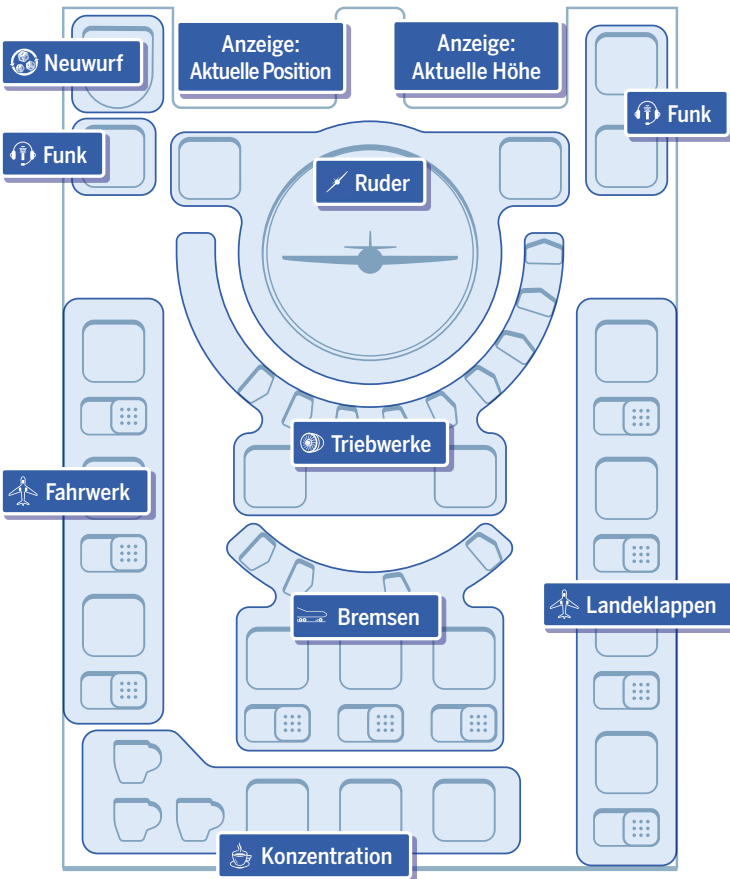 Neuwurf
Anzeige:
Aktuelle Position
Anzeige:
Aktuelle Höhe
Funk
Funk
Ruder
Triebwerke
Fahrwerk
Bremsen
Landeklappen
Konzentration